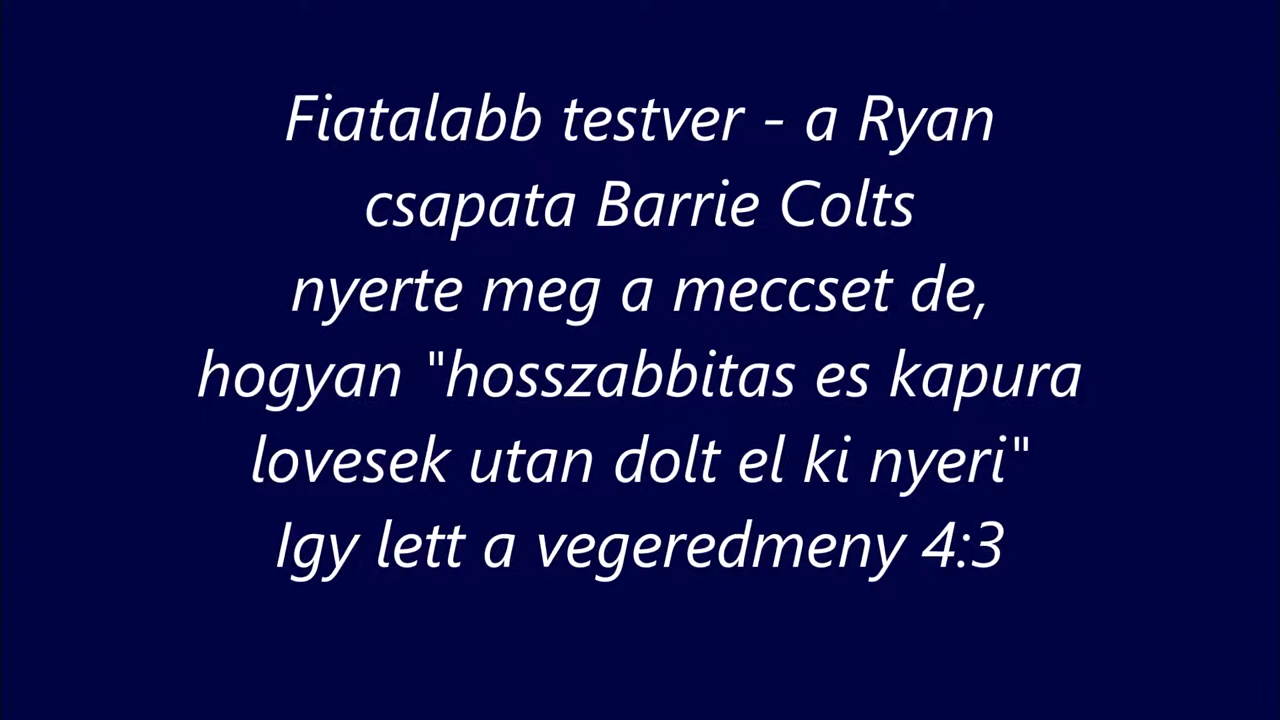 Fiatalabb testver - a Ryan
csapata Barrie Colts
nyerte meg a meccset de,
hogyan "hosszabbitas es kapura
lovesek utan dolt el ki nyeri"
Igy lett a vegeredmeny 4:3